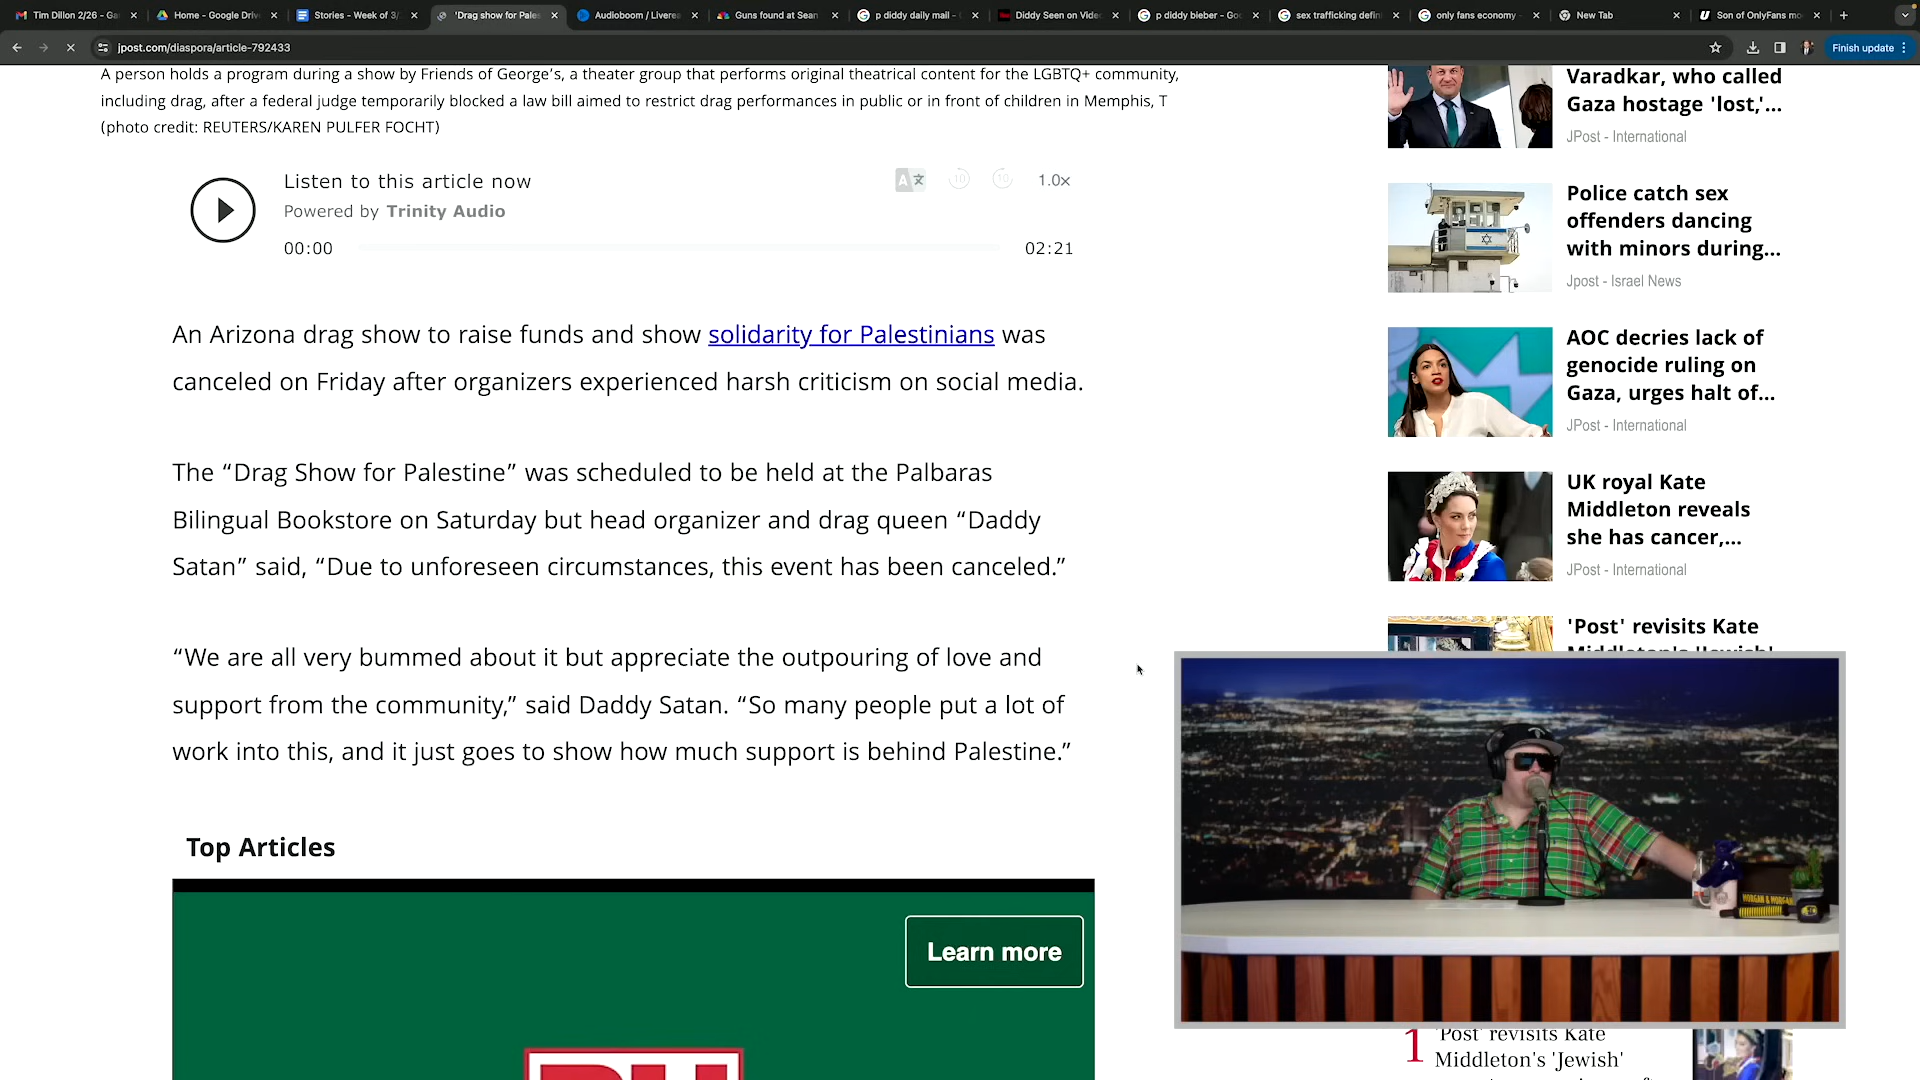 Tim Dillon 2/26 - Ga
Home - Google Driv
Stories - Week of 3/
'Drag show for Pales
Audioboom / Liverea
Guns found at Sean
p diddy daily mail -
Diddy Seen on Video
p diddy bieber - Go
sex trafficking defin
only fans economy -
New Tab
Son of OnlyFans mo
jpost.com/diaspora/article-792433
Finish update
A person holds a program during a show by Friends of George's, a theater group that performs original theatrical content for the LGBTQ+ community,
including drag, after a federal judge temporarily blocked a law bill aimed to restrict drag performances in public or in front of children in Memphis, T
(photo credit: REUTERS/KAREN PULFER FOCHT)
Listen to this article now
Powered by Trinity Audio
10
10
1.0x
00:00
02:21
An Arizona drag show to raise funds and show solidarity for Palestinians was
canceled on Friday after organizers experienced harsh criticism on social media.
The “Drag Show for Palestine” was scheduled to be held at the Palbaras
Bilingual Bookstore on Saturday but head organizer and drag queen “Daddy
Satan” said, “Due to unforeseen circumstances, this event has been canceled.”
“We are all very bummed about it but appreciate the outpouring of love and
support from the community,” said Daddy Satan. “So many people put a lot of
work into this, and it just goes to show how much support is behind Palestine.”
Top Articles
Learn more
Varadkar, who called
Gaza hostage 'lost,'...
JPost - International
Police catch sex
offenders dancing
with minors during...
Jpost - Israel News
AOC decries lack of
genocide ruling on
Gaza, urges halt of...
JPost - International
UK royal Kate
Middleton reveals
she has cancer,...
JPost - International
'Post' revisits Kate
Middleton's 'Jewish'
MORGAN & MORGAN
1
'Post' revisits Kate
Middleton's 'Jewish'